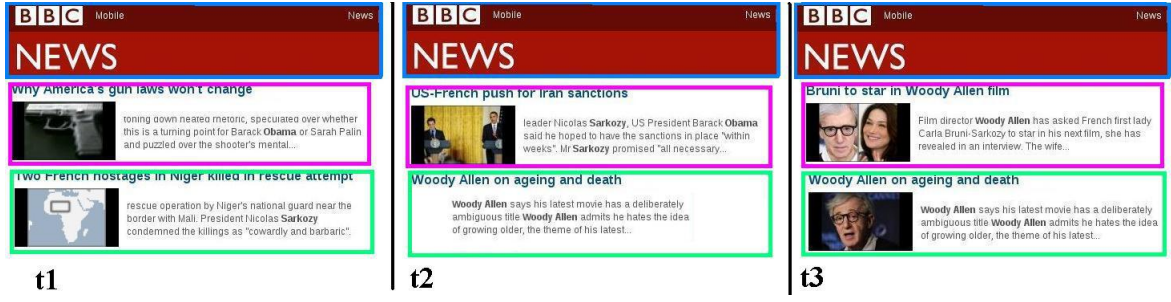 BBC Mobile News
NEWS
Why America's gun laws won't change
toning down heated rhetoric, speculated over whether
this is a turning point for Barack Obama or Sarah Palin
and puzzled over the shooter's mental...
Two French hostages in Niger killed in rescue attempt
rescue operation by Niger's national guard near the
border with Mali. President Nicolas Sarkozy
condemned the killings as "cowardly and barbaric".
t1
BBC Mobile News
NEWS
US-French push for Iran sanctions
leader Nicolas Sarkozy, US President Barack Obama
said he hoped to have the sanctions in place "within
weeks". Mr Sarkozy promised "all necessary...
Woody Allen on ageing and death
Woody Allen says his latest movie has a deliberately
ambiguous title Woody Allen admits he hates the idea
of growing older, the theme of his latest...
t2
BBC Mobile News
NEWS
Bruni to star in Woody Allen film
Film director Woody Allen has asked French first lady
Carla Bruni-Sarkozy to star in his next film, she has
revealed in an interview. The wife...
Woody Allen on ageing and death
Woody Allen says his latest movie has a deliberately
ambiguous title Woody Allen admits he hates the idea
of growing older, the theme of his latest...
t3